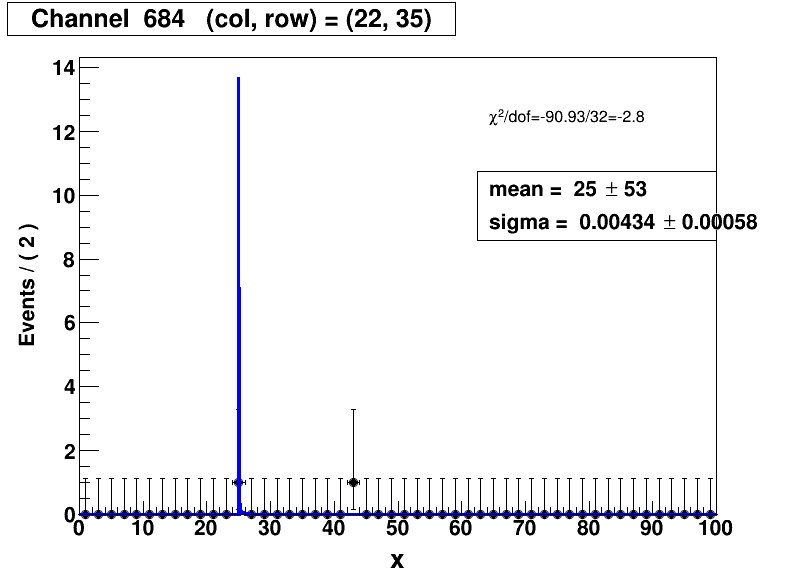 Channel 684 (col, row) = (22, 35)
χ²/dof=-90.93/32=-2.8
mean = 25 ± 53
sigma = 0.00434 ± 0.00058
Events / ( 2 )
14
12
10
8
6
4
2
0
0 10 20 30 40 50 60 70 80 90 100
x